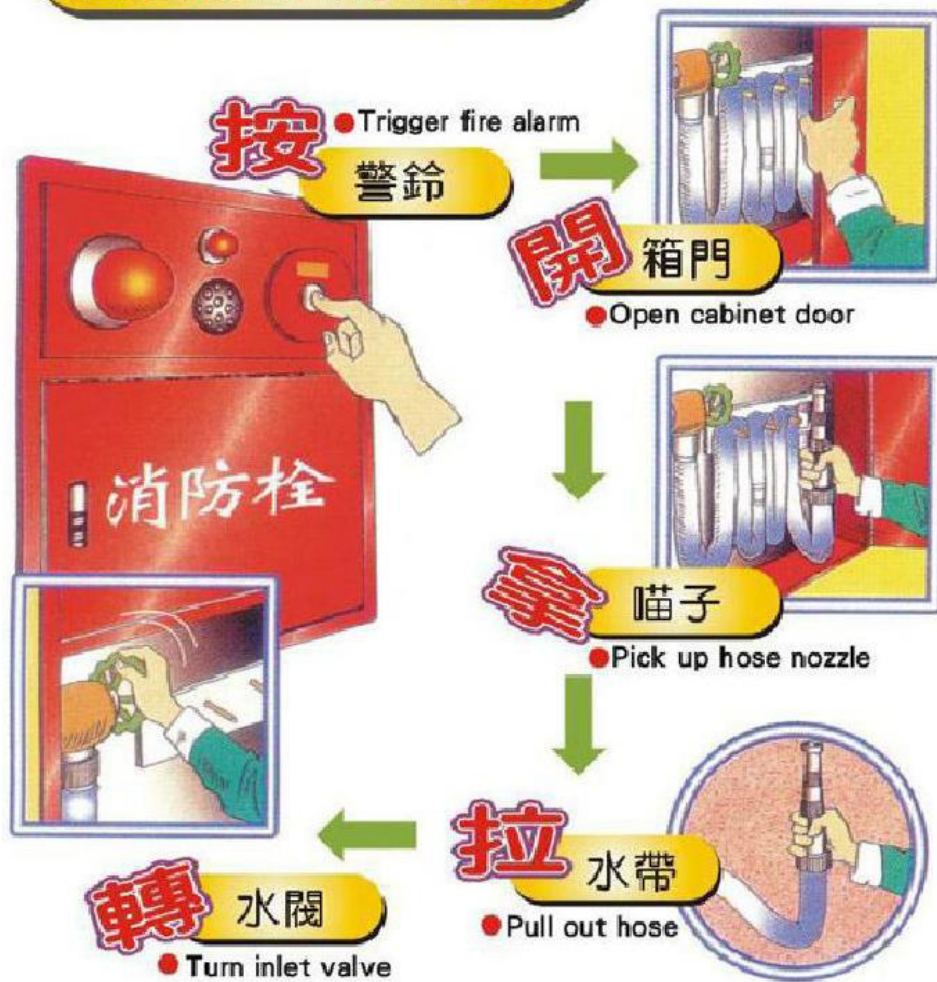 按 ●Trigger fire alarm
警鈴
開 箱門
●Open cabinet door
消防栓
拿 喵子
●Pick up hose nozzle
拉 水帶
●Pull out hose
轉 水閥
●Turn inlet valve